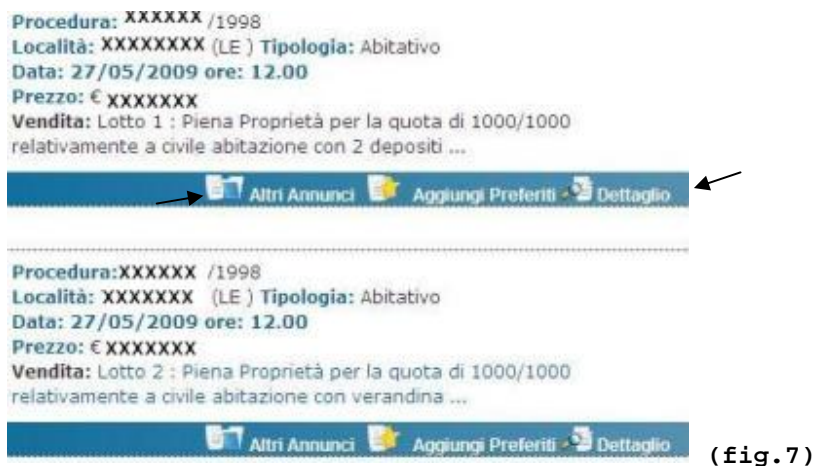 Procedura: XXXXXX /1998
Località: XXXXXXXX (LE ) Tipologia: Abitativo
Data: 27/05/2009 ore: 12.00
Prezzo: € XXXXXXX
Vendita: Lotto 1 : Piena Proprietà per la quota di 1000/1000
relativamente a civile abitazione con 2 depositi ...
Altri Annunci Aggiungi Preferiti Dettaglio
Procedura:XXXXXX /1998
Località: XXXXXXX (LE ) Tipologia: Abitativo
Data: 27/05/2009 ore: 12.00
Prezzo: € XXXXXXX
Vendita: Lotto 2 : Piena Proprietà per la quota di 1000/1000
relativamente a civile abitazione con verandina ...
Altri Annunci Aggiungi Preferiti Dettaglio
(fig.7)